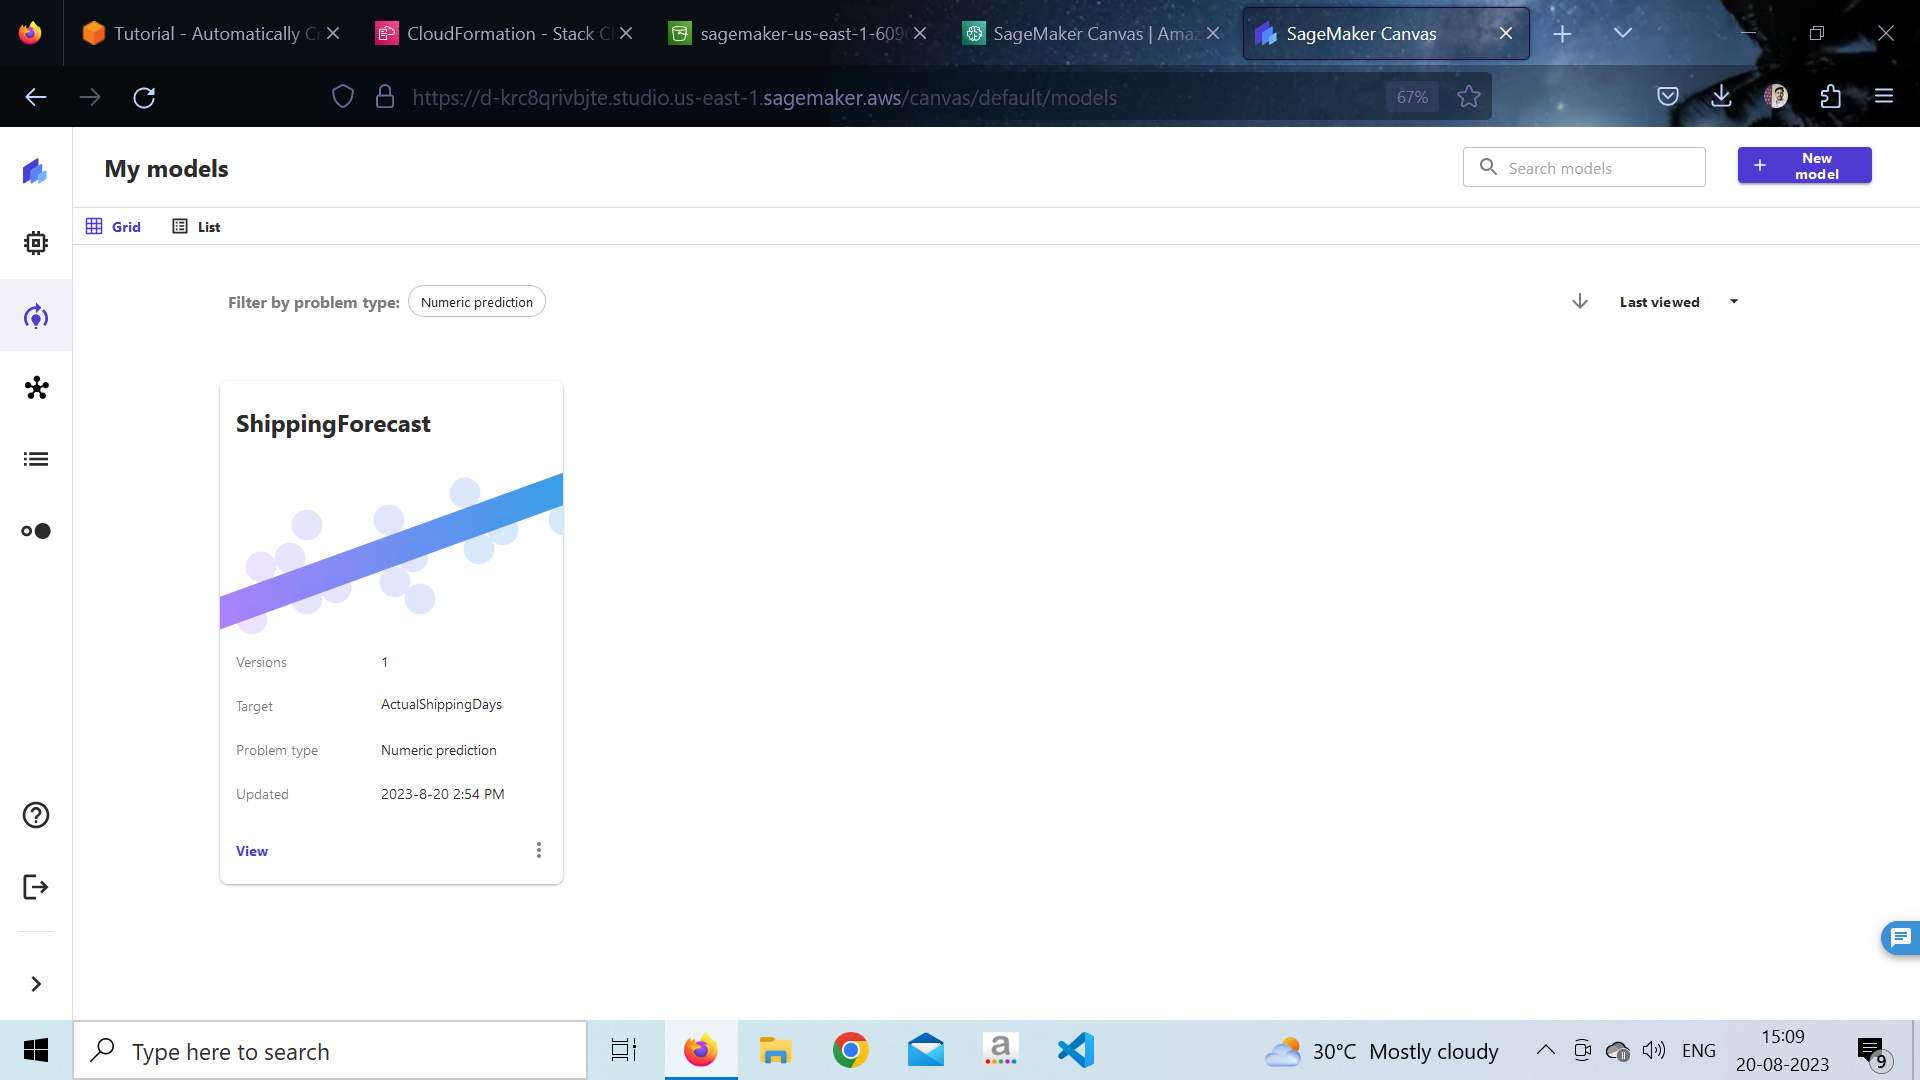 Tutorial - Automatically Cr
CloudFormation - Stack C
sagemaker-us-east-1-609
SageMaker Canvas | Amaz
SageMaker Canvas
https://d-krc8qrivbjte.studio.us-east-1.sagemaker.aws/canvas/default/models
67%
My models
Search models
+ New
model
Grid
List
Filter by problem type:
Numeric prediction
Last viewed
ShippingForecast
Versions 1
Target ActualShippingDays
Problem type Numeric prediction
Updated 2023-8-20 2:54 PM
View
Type here to search
a
30°C Mostly cloudy
ENG
15:09
20-08-2023
9